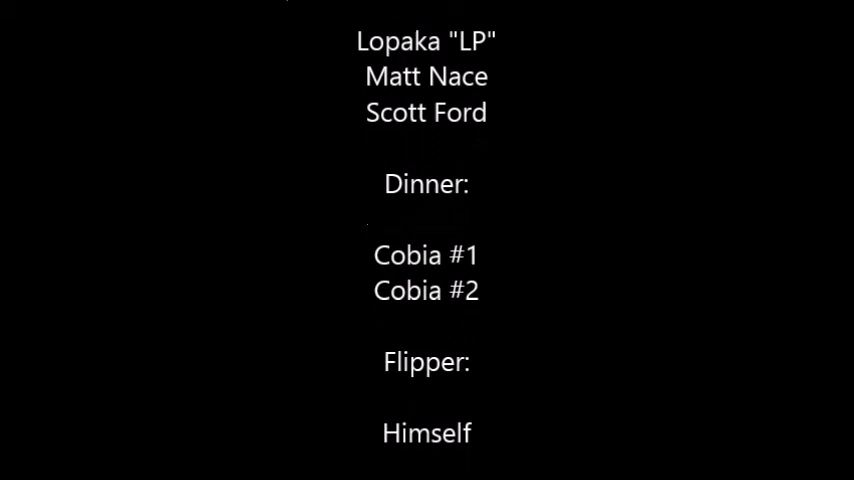 Lopaka "LP"
Matt Nace
Scott Ford
Dinner:
Cobia #1
Cobia #2
Flipper:
Himself